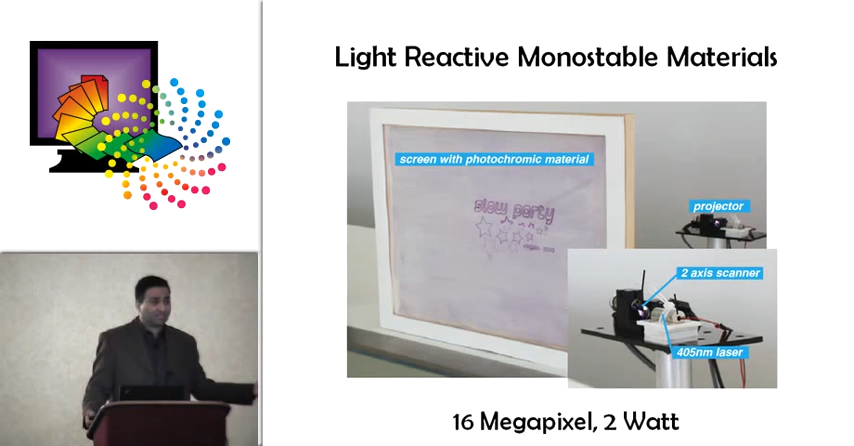 Light Reactive Monostable Materials
screen with photochromic material
slow party
projector
2 axis scanner
405nm laser
16 Megapixel, 2 Watt